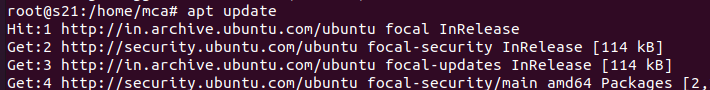 root@s21:/home/mca# apt update
Hit:1 http://in.archive.ubuntu.com/ubuntu focal InRelease
Get:2 http://security.ubuntu.com/ubuntu focal-security InRelease [114 kB]
Get:3 http://in.archive.ubuntu.com/ubuntu focal-updates InRelease [114 kB]
Get:4 http://security.ubuntu.com/ubuntu focal-security/main amd64 Packages [2,